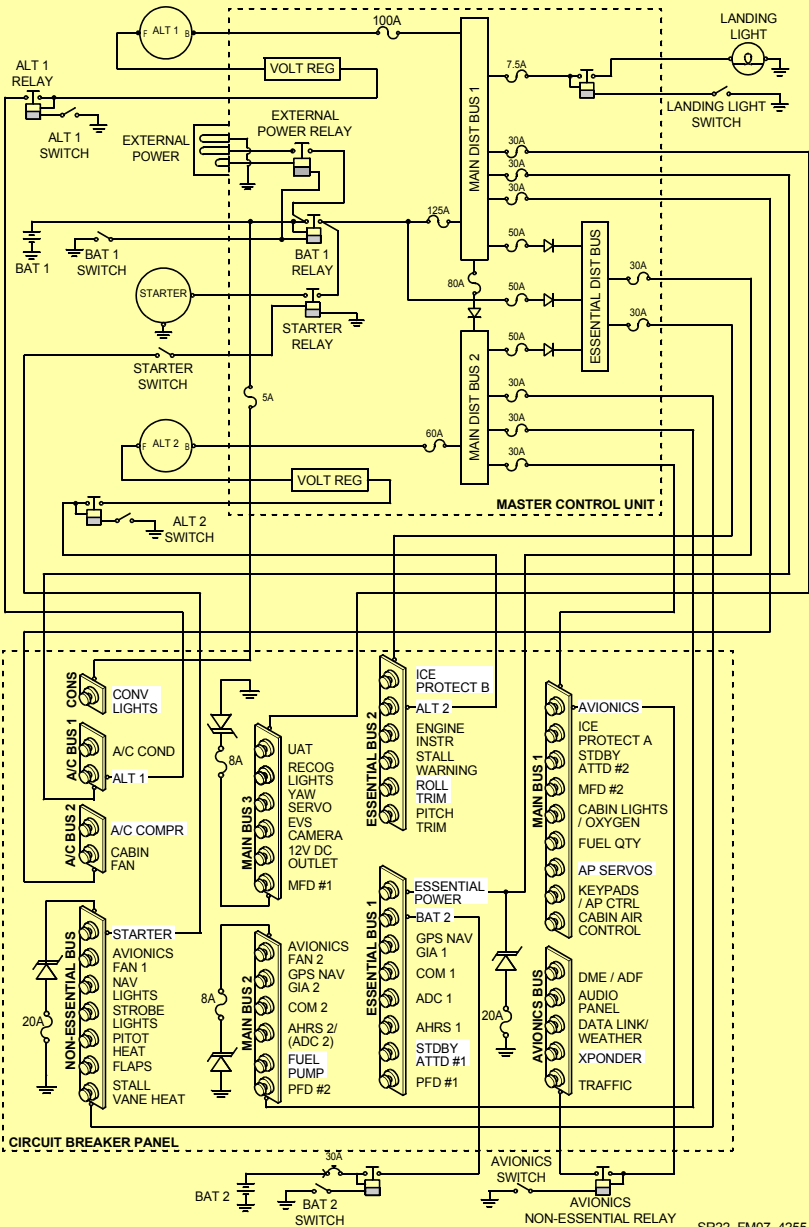 ALT 1
F
B
100A
VOLT REG
ALT 1
RELAY
ALT 1
SWITCH
EXTERNAL
POWER
EXTERNAL
POWER RELAY
MAIN DIST BUS 1
7.5A
LANDING
LIGHT
LANDING LIGHT
SWITCH
30A
30A
30A
125A
BAT 1
BAT 1
SWITCH
BAT 1
RELAY
50A
80A
50A
ESSENTIAL DIST BUS
30A
30A
STARTER
STARTER
RELAY
STARTER
SWITCH
50A
5A
MAIN DIST BUS 2
30A
30A
30A
ALT 2
F
B
60A
VOLT REG
MASTER CONTROL UNIT
ALT 2
SWITCH
CONS
CONV
LIGHTS
A/C BUS 1
A/C COND
ALT 1
A/C BUS 2
A/C COMPR
CABIN
FAN
8A
MAIN BUS 3
UAT
RECOG
LIGHTS
YAW
SERVO
EVS
CAMERA
12V DC
OUTLET
MFD #1
ESSENTIAL BUS 2
ICE
PROTECT B
ALT 2
ENGINE
INSTR
STALL
WARNING
ROLL
TRIM
PITCH
TRIM
MAIN BUS 1
AVIONICS
ICE
PROTECT A
STDBY
ATTD #2
MFD #2
CABIN LIGHTS
/ OXYGEN
FUEL QTY
AP SERVOS
KEYPADS
/ AP CTRL
CABIN AIR
CONTROL
20A
NON-ESSENTIAL BUS
STARTER
AVIONICS
FAN 1
NAV
LIGHTS
STROBE
LIGHTS
PITOT
HEAT
FLAPS
STALL
VANE HEAT
8A
MAIN BUS 2
AVIONICS
FAN 2
GPS NAV
GIA 2
COM 2
AHRS 2/
(ADC 2)
FUEL
PUMP
PFD #2
ESSENTIAL BUS 1
ESSENTIAL
POWER
BAT 2
GPS NAV
GIA 1
COM 1
ADC 1
AHRS 1
STDBY
ATTD #1
PFD #1
20A
AVIONICS BUS
DME / ADF
AUDIO
PANEL
DATA LINK/
WEATHER
XPONDER
TRAFFIC
CIRCUIT BREAKER PANEL
BAT 2
30A
BAT 2
SWITCH
AVIONICS
SWITCH
AVIONICS
NON-ESSENTIAL RELAY
SR22_FM07_4255